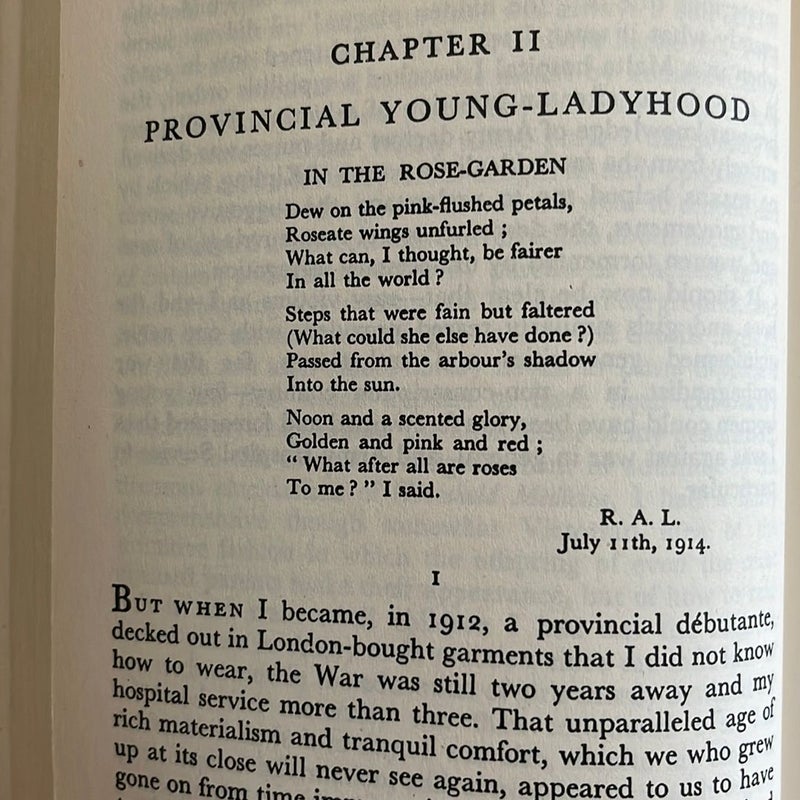 CHAPTER II
PROVINCIAL YOUNG-LADYHOOD
IN THE ROSE-GARDEN
Dew on the pink-flushed petals,
Roseate wings unfurled ;
What can, I thought, be fairer
In all the world ?
Steps that were fain but faltered
(What could she else have done ?)
Passed from the arbour's shadow
Into the sun.
Noon and a scented glory,
Golden and pink and red ;
“ What after all are roses
To me ? ” I said.
R. A. L.
July 11th, 1914.
I
BUT WHEN I became, in 1912, a provincial débutante,
decked out in London-bought garments that I did not know
how to wear, the War was still two years away and my
hospital service more than three. That unparalleled age of
rich materialism and tranquil comfort, which we who grew
up at its close will never see again, appeared to us to have
gone on from time